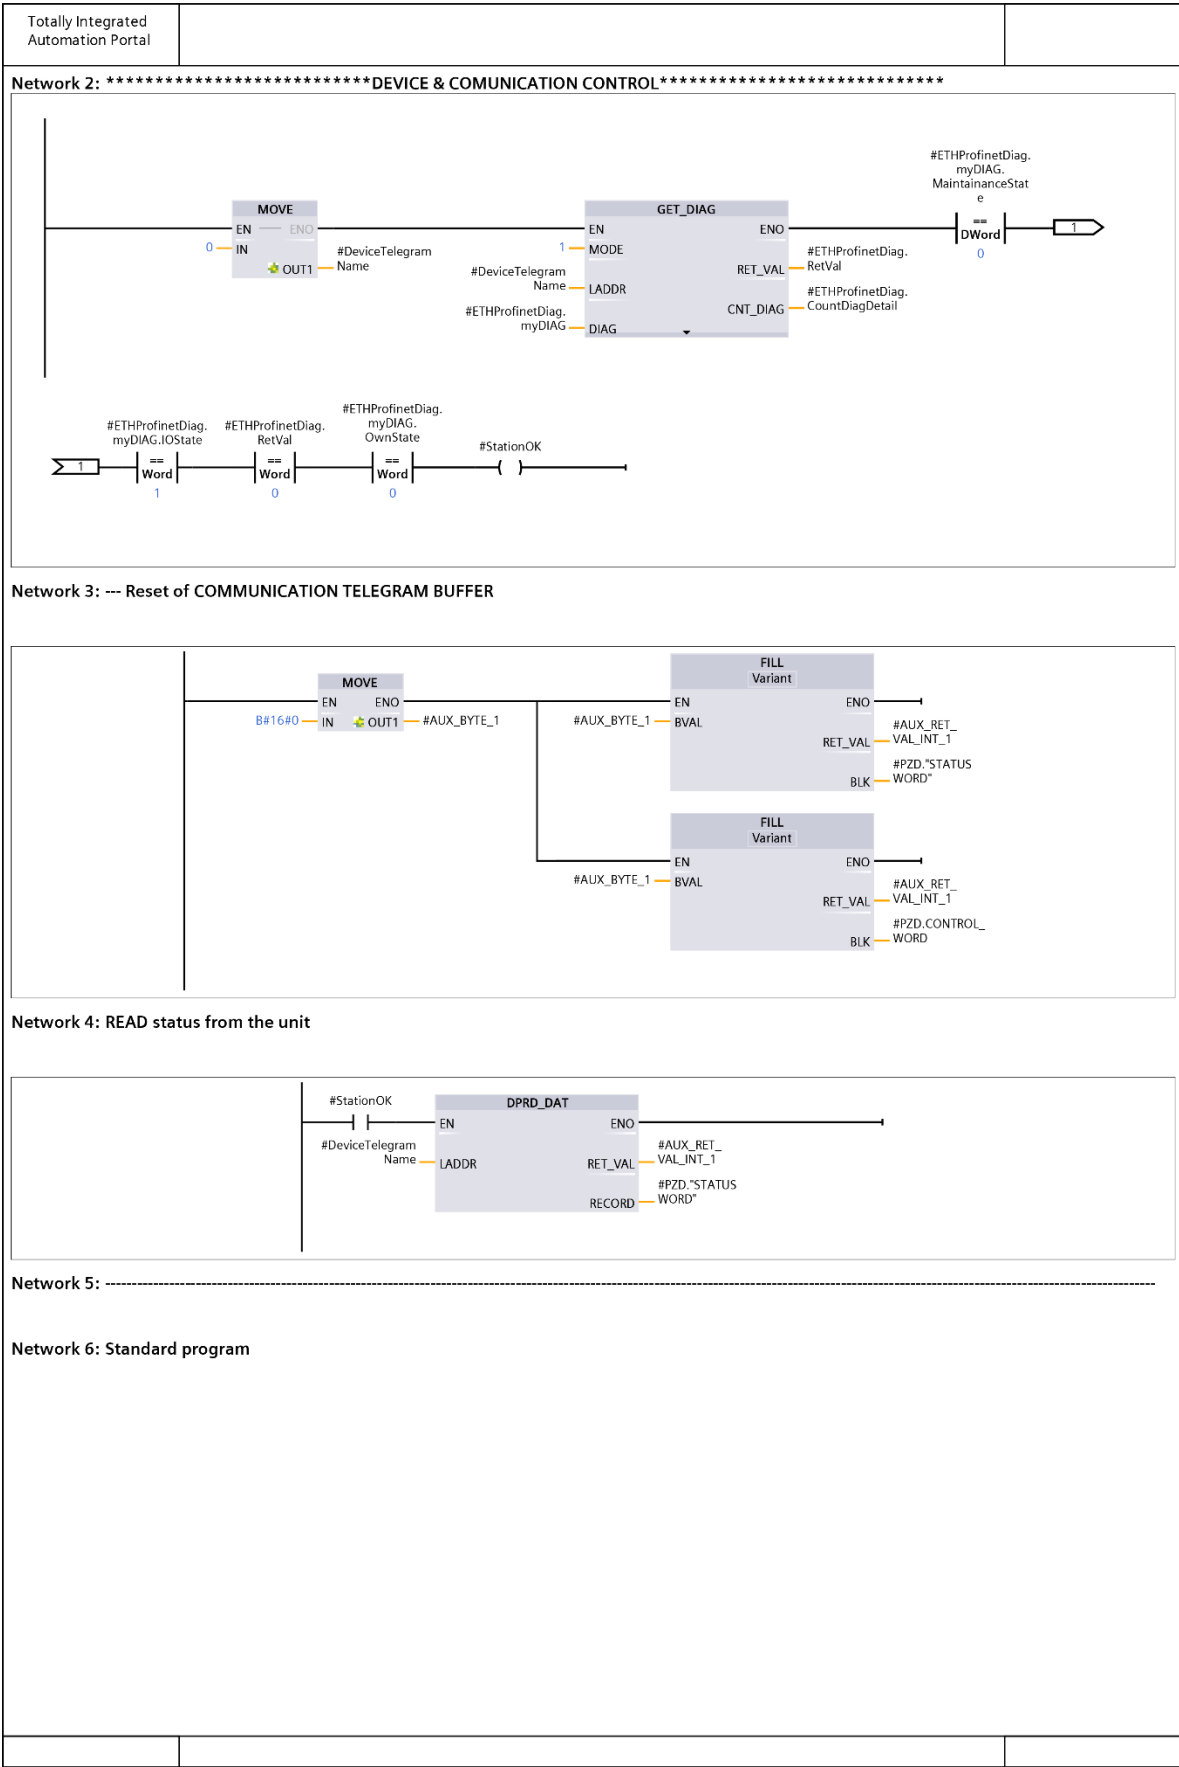 Totally Integrated
Automation Portal
Network 2: ***************************DEVICE & COMUNICATION CONTROL*****************************
#ETHProfinetDiag.
myDIAG.
MaintainanceStat
e
==
DWord
0
1
MOVE
EN
ENO
0
IN
OUT1
#DeviceTelegram
Name
GET_DIAG
EN
ENO
1
MODE
#DeviceTelegram
Name
LADDR
#ETHProfinetDiag.
myDIAG
DIAG
RET_VAL
#ETHProfinetDiag.
RetVal
CNT_DIAG
#ETHProfinetDiag.
CountDiagDetail
1
#ETHProfinetDiag.
myDIAG.IOState
==
Word
1
#ETHProfinetDiag.
RetVal
==
Word
0
#ETHProfinetDiag.
myDIAG.
OwnState
==
Word
0
#StationOK
Network 3: --- Reset of COMMUNICATION TELEGRAM BUFFER
MOVE
EN
ENO
B#16#0
IN
OUT1
#AUX_BYTE_1
FILL
Variant
EN
ENO
#AUX_BYTE_1
BVAL
RET_VAL
#AUX_RET_
VAL_INT_1
BLK
#PZD."STATUS
WORD"
FILL
Variant
EN
ENO
#AUX_BYTE_1
BVAL
RET_VAL
#AUX_RET_
VAL_INT_1
BLK
#PZD.CONTROL_
WORD
Network 4: READ status from the unit
#StationOK
DPRD_DAT
EN
ENO
#DeviceTelegram
Name
LADDR
RET_VAL
#AUX_RET_
VAL_INT_1
RECORD
#PZD."STATUS
WORD"
Network 5: ------------------------------------------------------------------------------------------------------------------------------------------------------
Network 6: Standard program